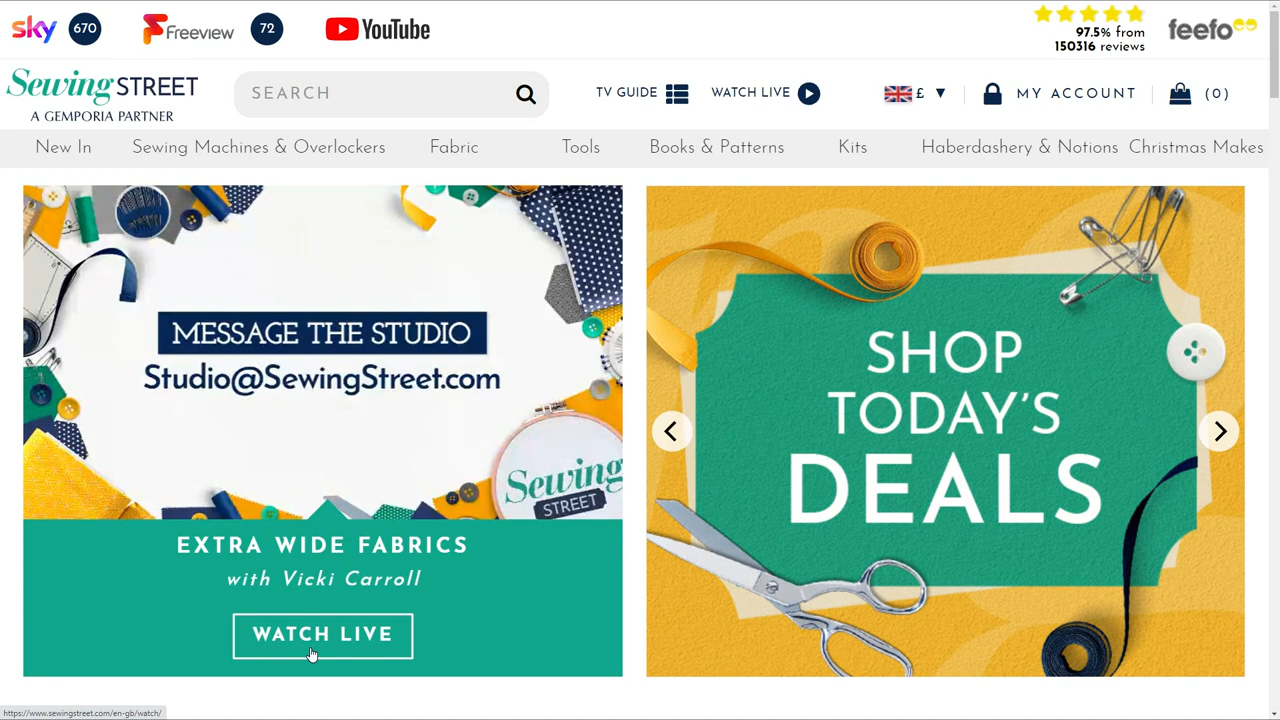 sky 670 Freeview 72 YouTube
97.5% from
150316 reviews
feefo
Sewing STREET
A GEMPORIA PARTNER
SEARCH
TV GUIDE
WATCH LIVE
£
MY ACCOUNT
(0)
New In Sewing Machines & Overlockers Fabric Tools Books & Patterns Kits Haberdashery & Notions Christmas Makes
MESSAGE THE STUDIO
Studio@SewingStreet.com
Sewing
STREET
EXTRA WIDE FABRICS
with Vicki Carroll
WATCH LIVE
SHOP
TODAY'S
DEALS
https://www.sewingstreet.com/en-gb/watch/